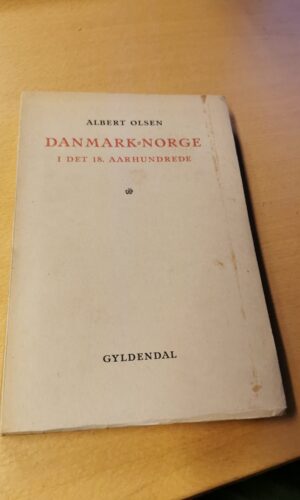 ALBERT OLSEN
DANMARK-NORGE
I DET 18. AARHUNDREDE
GYLDENDAL